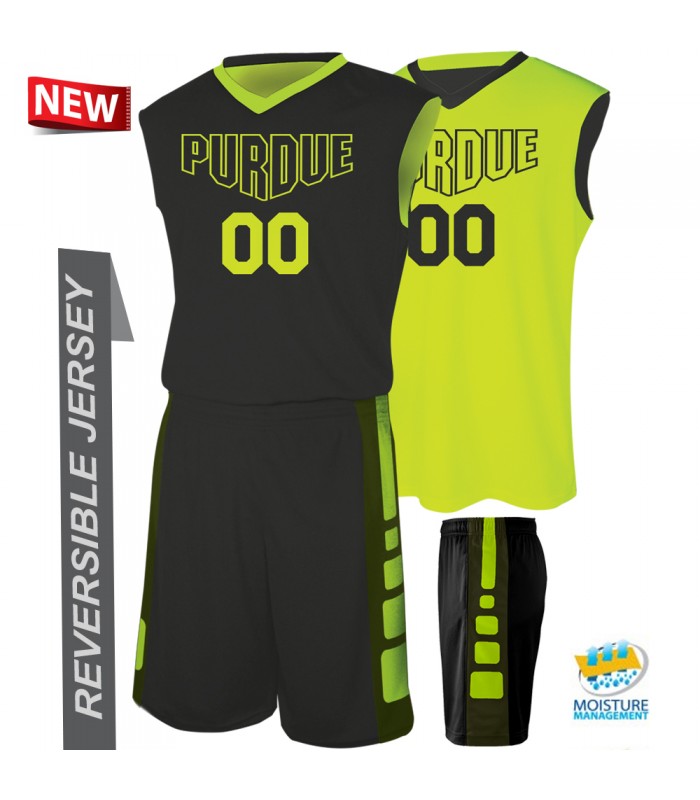 NEW
PURDUE
00
RDUE
00
REVERSIBLE JERSEY
MOISTURE
MANAGEMENT